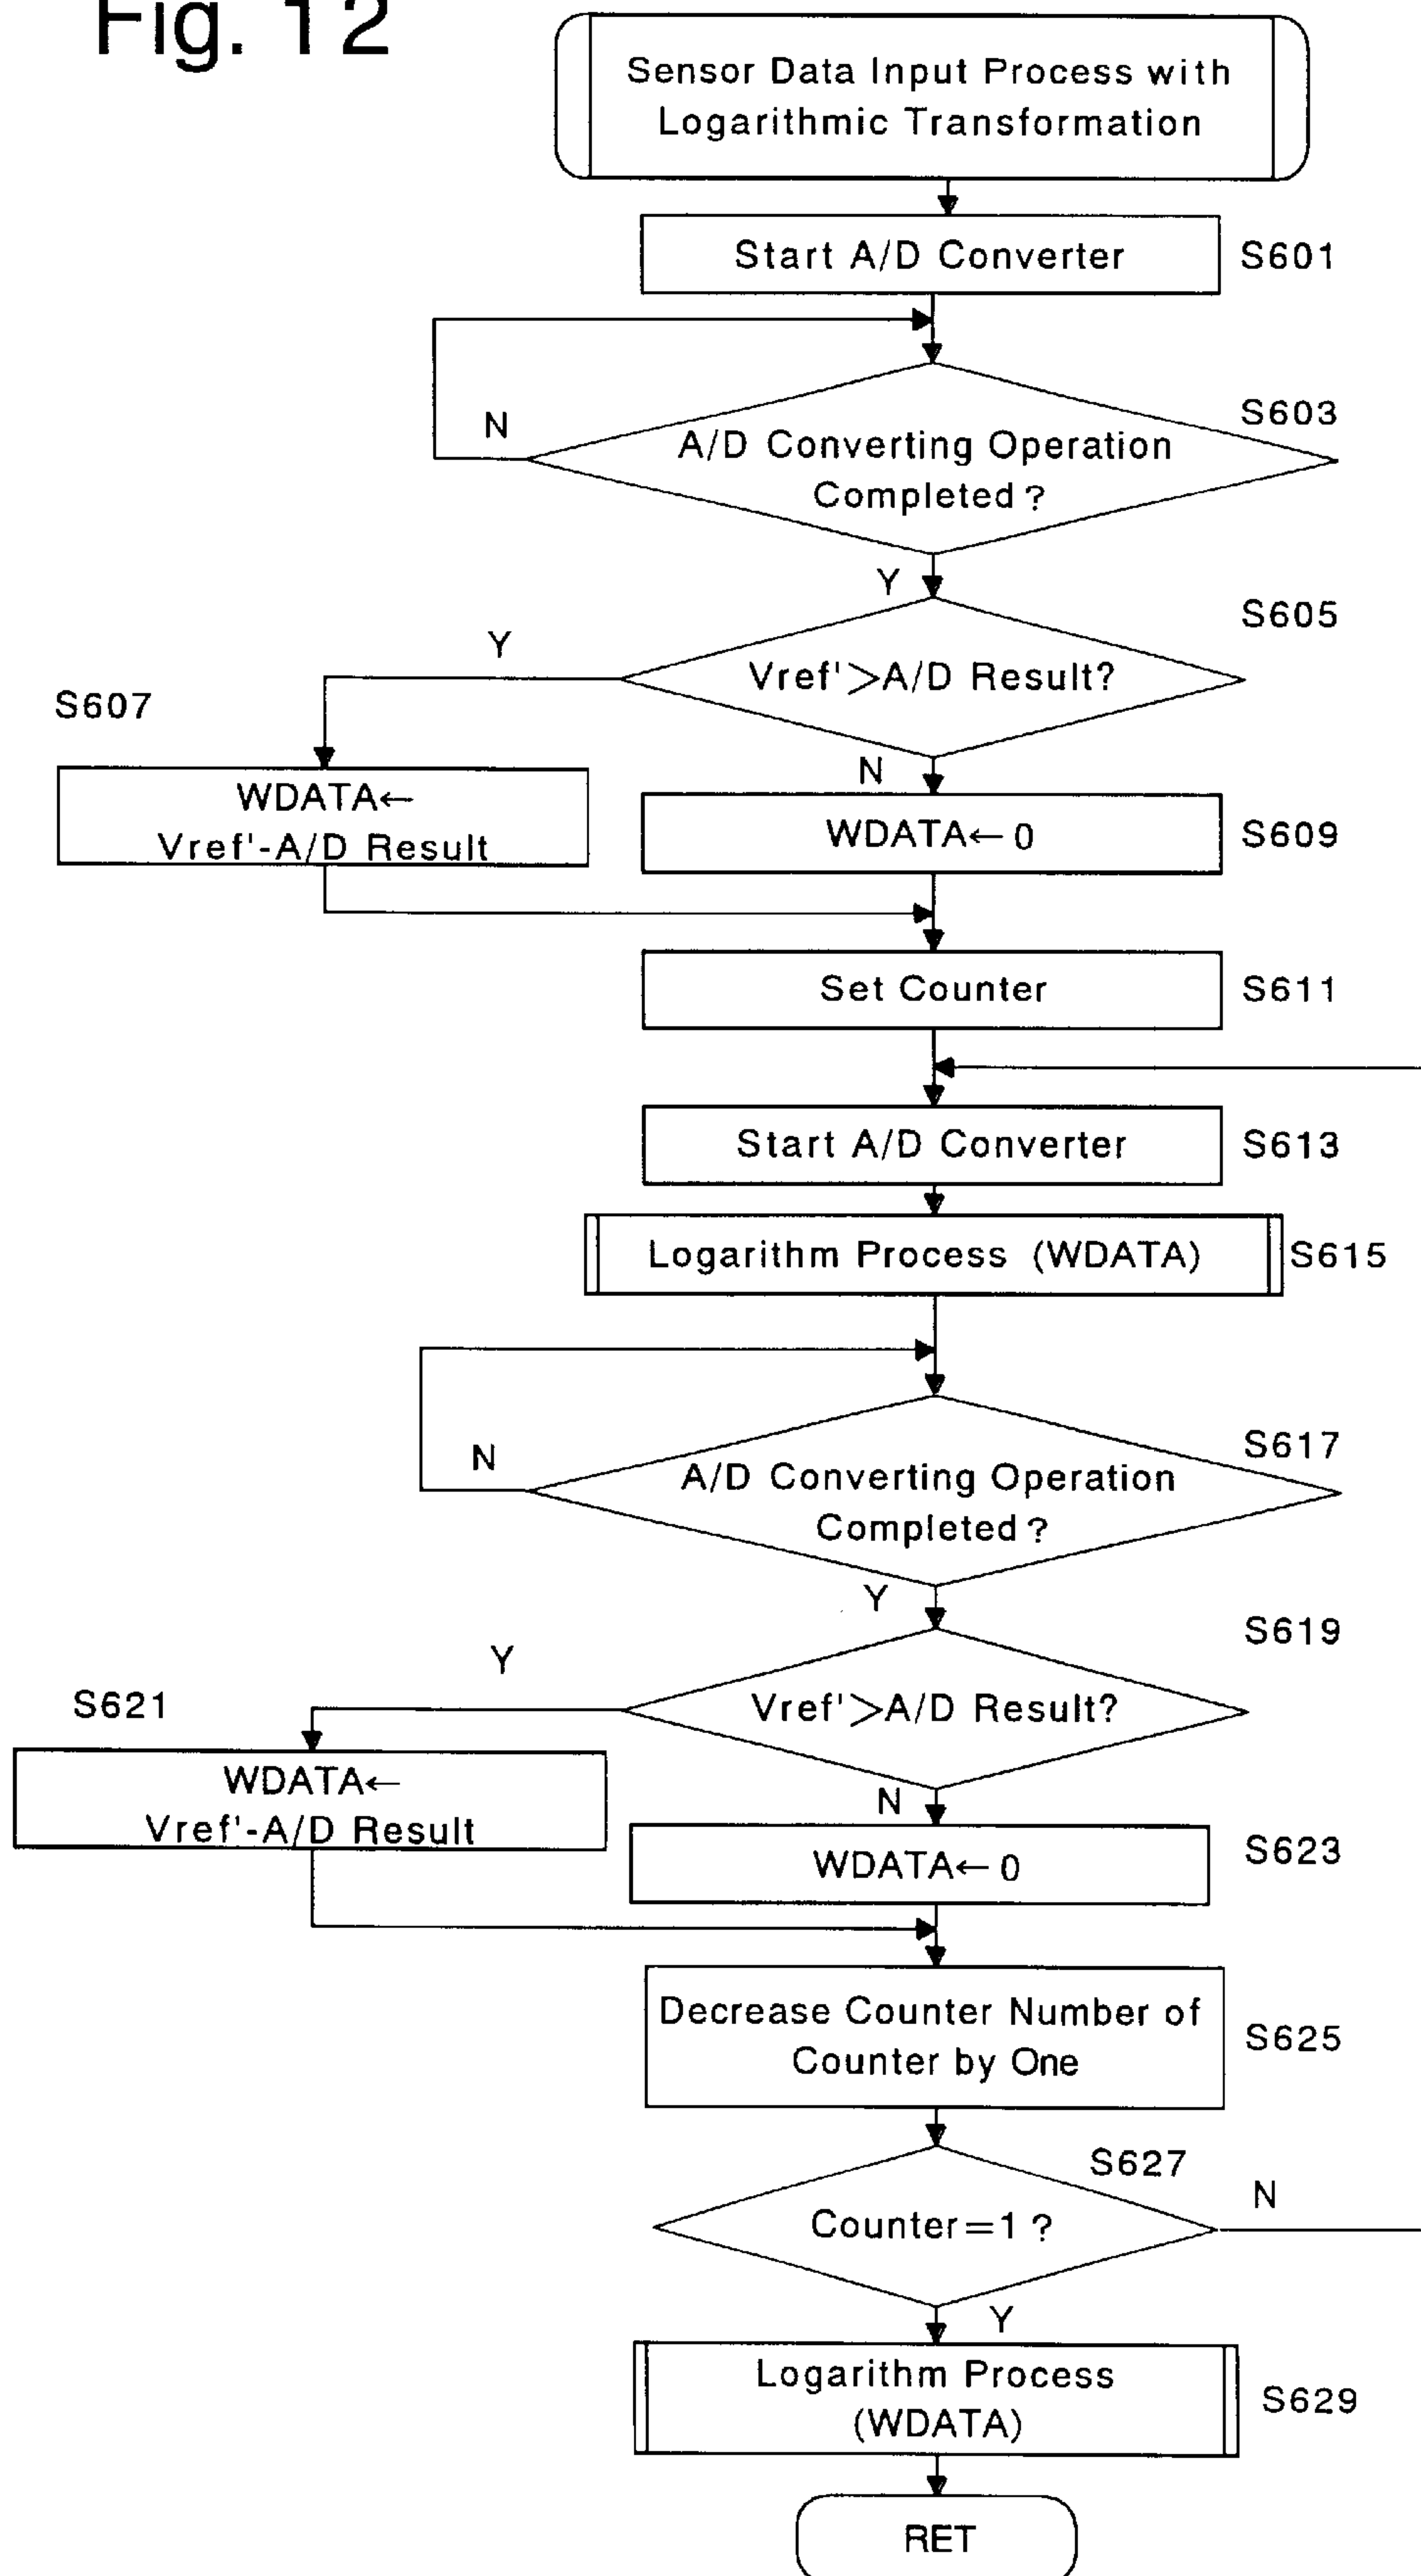 Fig. 12
Sensor Data Input Process with
Logarithmic Transformation
Start A/D Converter
S601
S603
N
A/D Converting Operation
Completed?
Y
S605
Y
Vref'>A/D Result?
S607
N
WDATA←
Vref'-A/D Result
WDATA←0
S609
Set Counter
S611
Start A/D Converter
S613
Logarithm Process (WDATA)
S615
S617
N
A/D Converting Operation
Completed?
Y
S619
Y
Vref'>A/D Result?
S621
N
WDATA←
Vref'-A/D Result
WDATA←0
S623
Decrease Counter Number of
Counter by One
S625
S627
N
Counter=1?
Y
Logarithm Process
(WDATA)
S629
RET